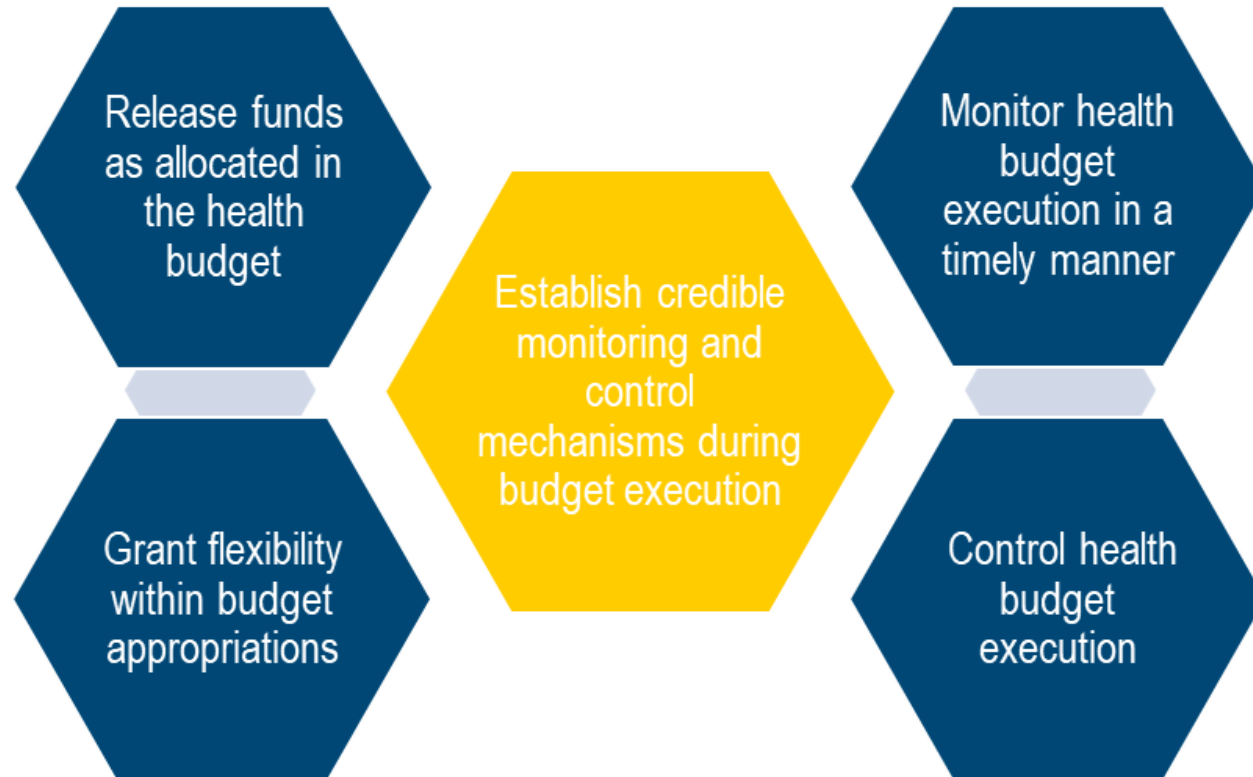 Release funds
as allocated in
the health
budget
Grant flexibility
within budget
appropriations
Establish credible
monitoring and
control
mechanisms during
budget execution
Monitor health
budget
execution in a
timely manner
Control health
budget
execution